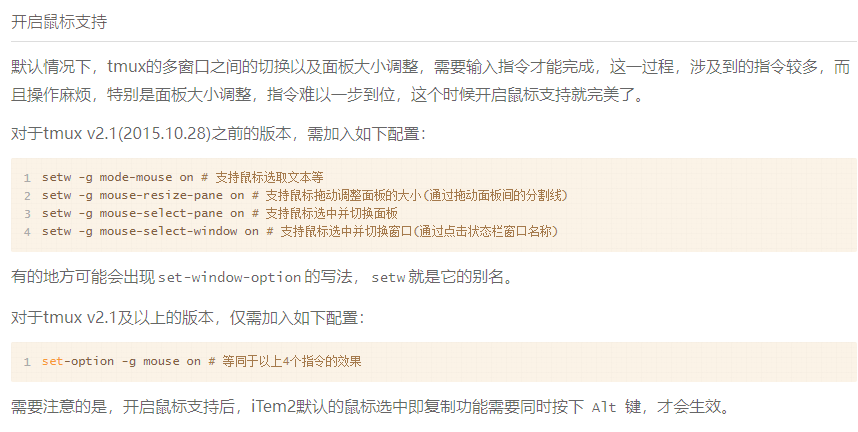 开启鼠标支持
默认情况下，tmux的多窗口之间的切换以及面板大小调整，需要输入指令才能完成，这一过程，涉及到的指令较多，而
且操作麻烦，特别是面板大小调整，指令难以一步到位，这个时候开启鼠标支持就完美了。
对于tmux v2.1(2015.10.28)之前的版本，需加入如下配置：
1 setw -g mode-mouse on # 支持鼠标选取文本等
2 setw -g mouse-resize-pane on # 支持鼠标拖动调整面板的大小(通过拖动面板间的分割线)
3 setw -g mouse-select-pane on # 支持鼠标选中并切换面板
4 setw -g mouse-select-window on # 支持鼠标选中并切换窗口(通过点击状态栏窗口名称)
有的地方可能会出现 set-window-option 的写法， setw 就是它的别名。
对于tmux v2.1及以上的版本，仅需加入如下配置：
1 set-option -g mouse on # 等同于以上4个指令的效果
需要注意的是，开启鼠标支持后，iTem2默认的鼠标选中即复制功能需要同时按下 Alt 键，才会生效。